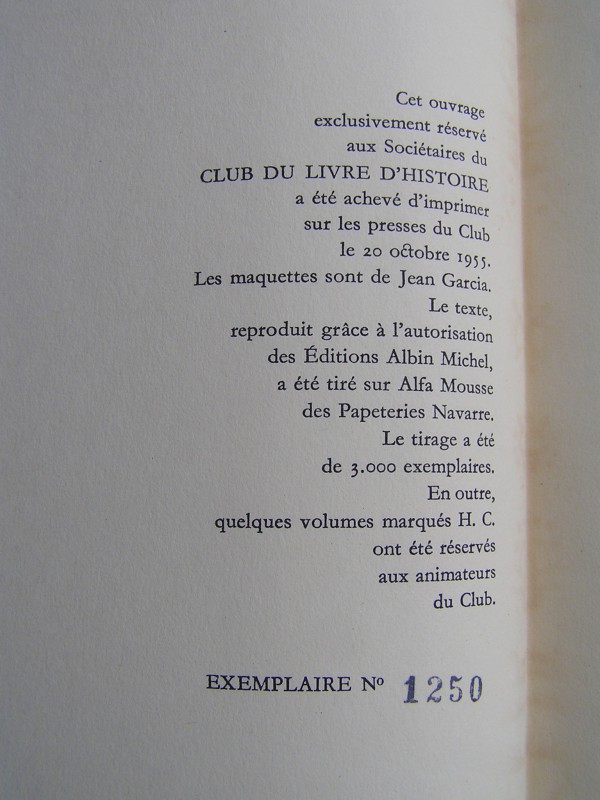 Cet ouvrage
exclusivement réservé
aux Sociétaires du
CLUB DU LIVRE D'HISTOIRE
a été achevé d'imprimer
sur les presses du Club
le 20 octobre 1955.
Les maquettes sont de Jean Garcia.
Le texte,
reproduit grâce à l'autorisation
des Éditions Albin Michel,
a été tiré sur Alfa Mousse
des Papeteries Navarre.
Le tirage a été
de 3.000 exemplaires.
En outre,
quelques volumes marqués H. C.
ont été réservés
aux animateurs
du Club.
EXEMPLAIRE Nº 1250